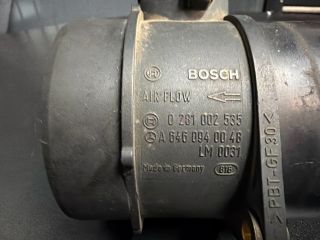 BOSCH
AIR FLOW
0 281 002 535
A 646 094 00 48
LM 0031
Made in Germany
>PBT-GF30<